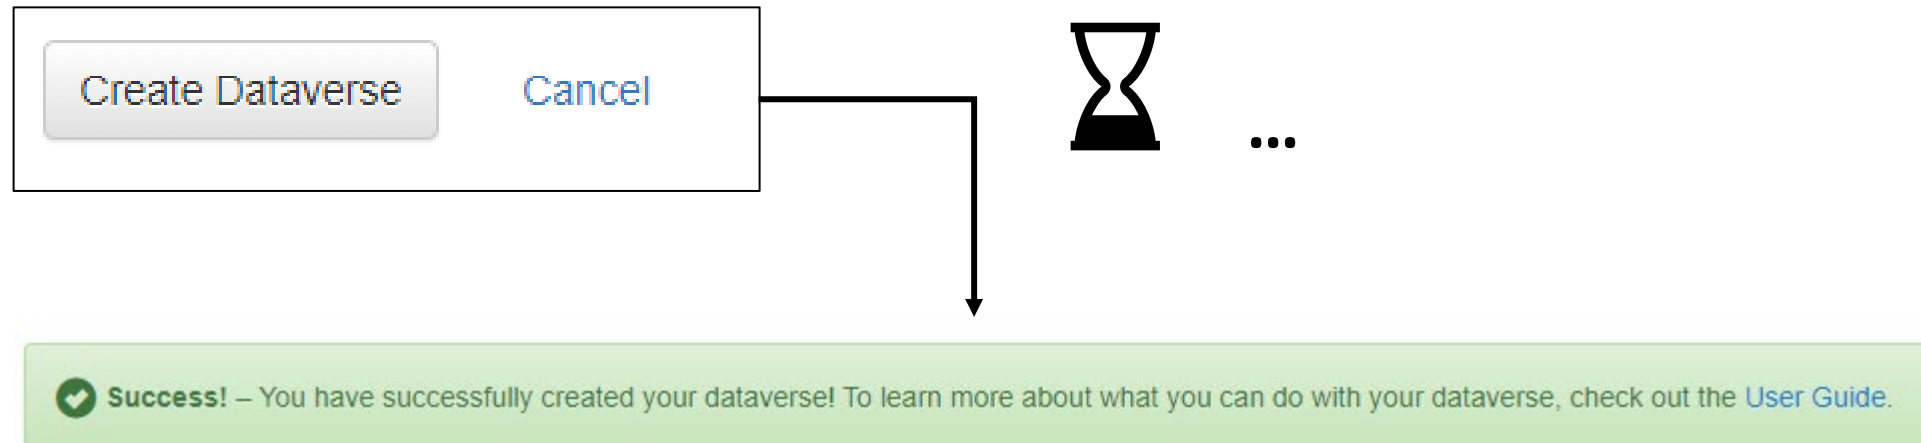 Create Dataverse Cancel
...
Success! – You have successfully created your dataverse! To learn more about what you can do with your dataverse, check out the User Guide.